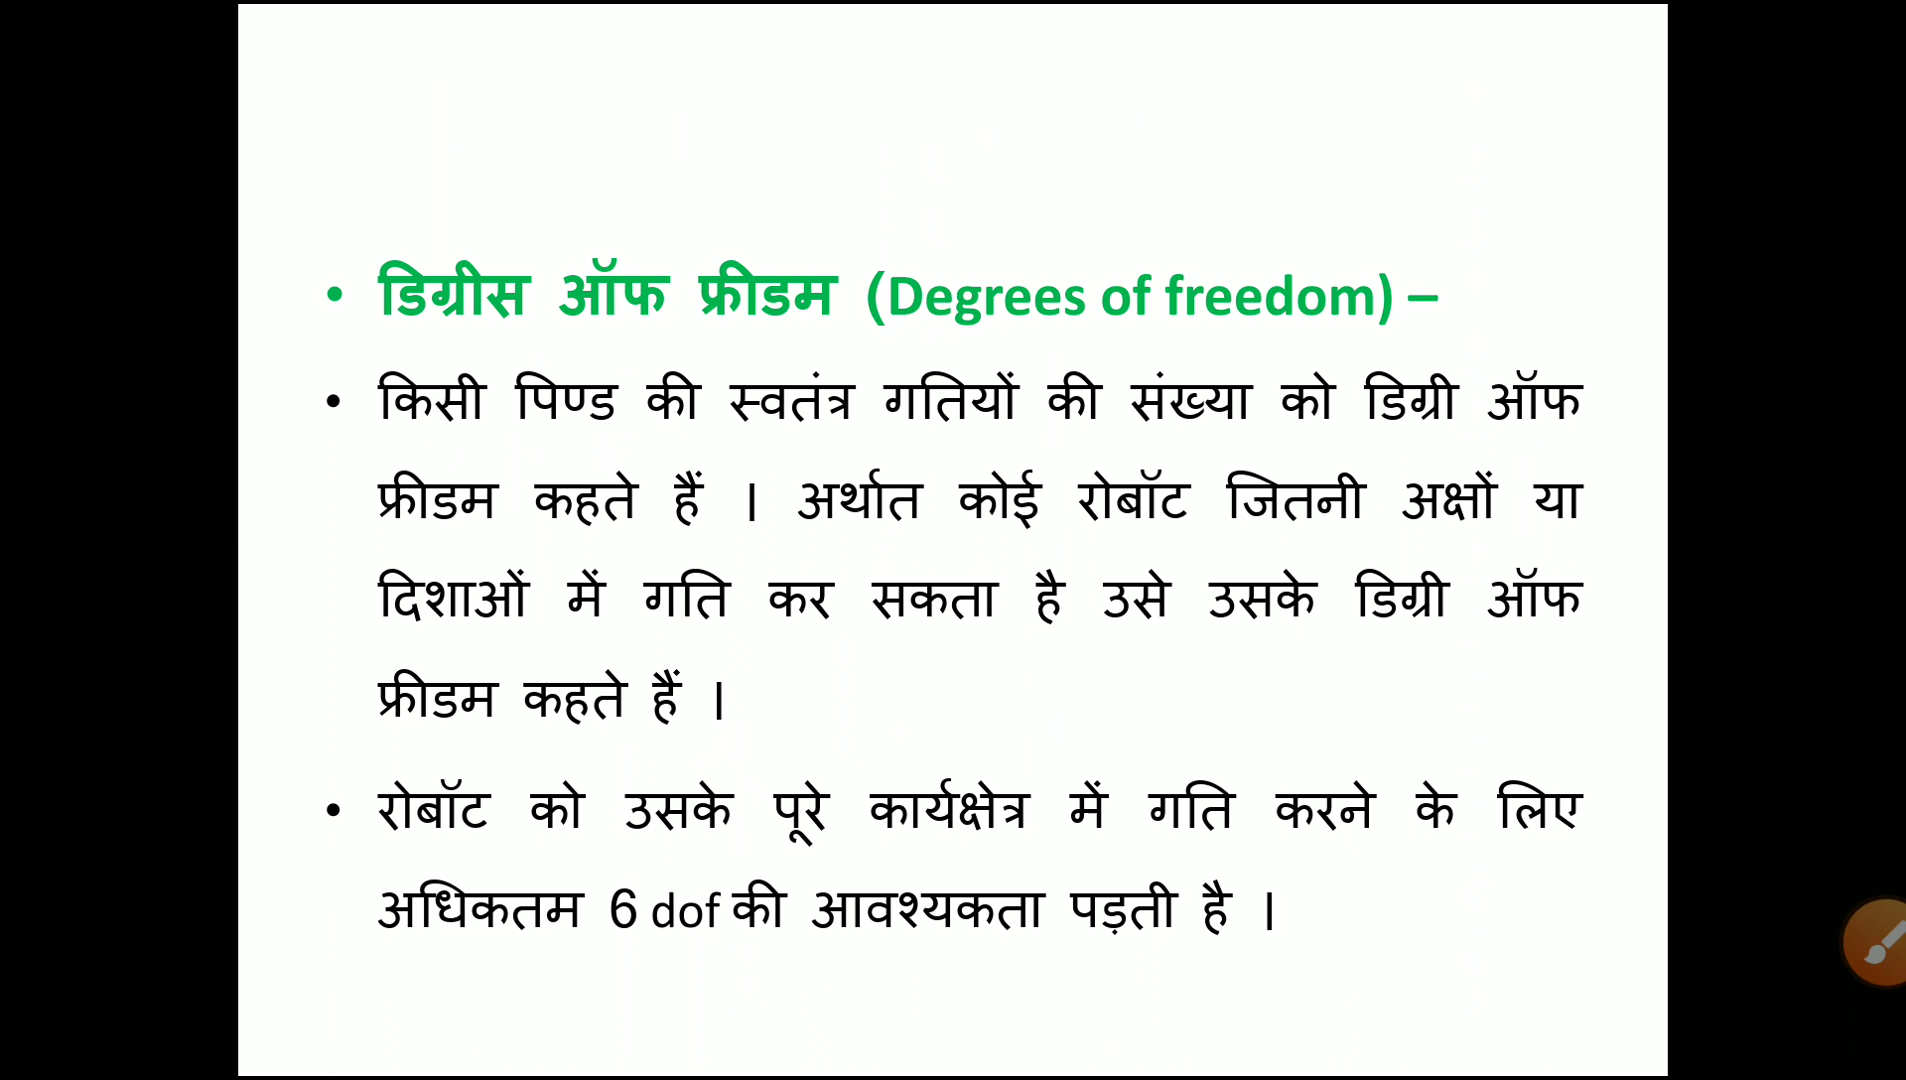 • डिग्रीस ऑफ फ्रीडम (Degrees of freedom) –
• किसी पिण्ड की स्वतंत्र गतियों की संख्या को डिग्री ऑफ
फ्रीडम कहते हैं । अर्थात कोई रोबॉट जितनी अक्षों या
दिशाओं में गति कर सकता है उसे उसके डिग्री ऑफ
फ्रीडम कहते हैं ।
• रोबॉट को उसके पूरे कार्यक्षेत्र में गति करने के लिए
अधिकतम 6 dof की आवश्यकता पड़ती है ।